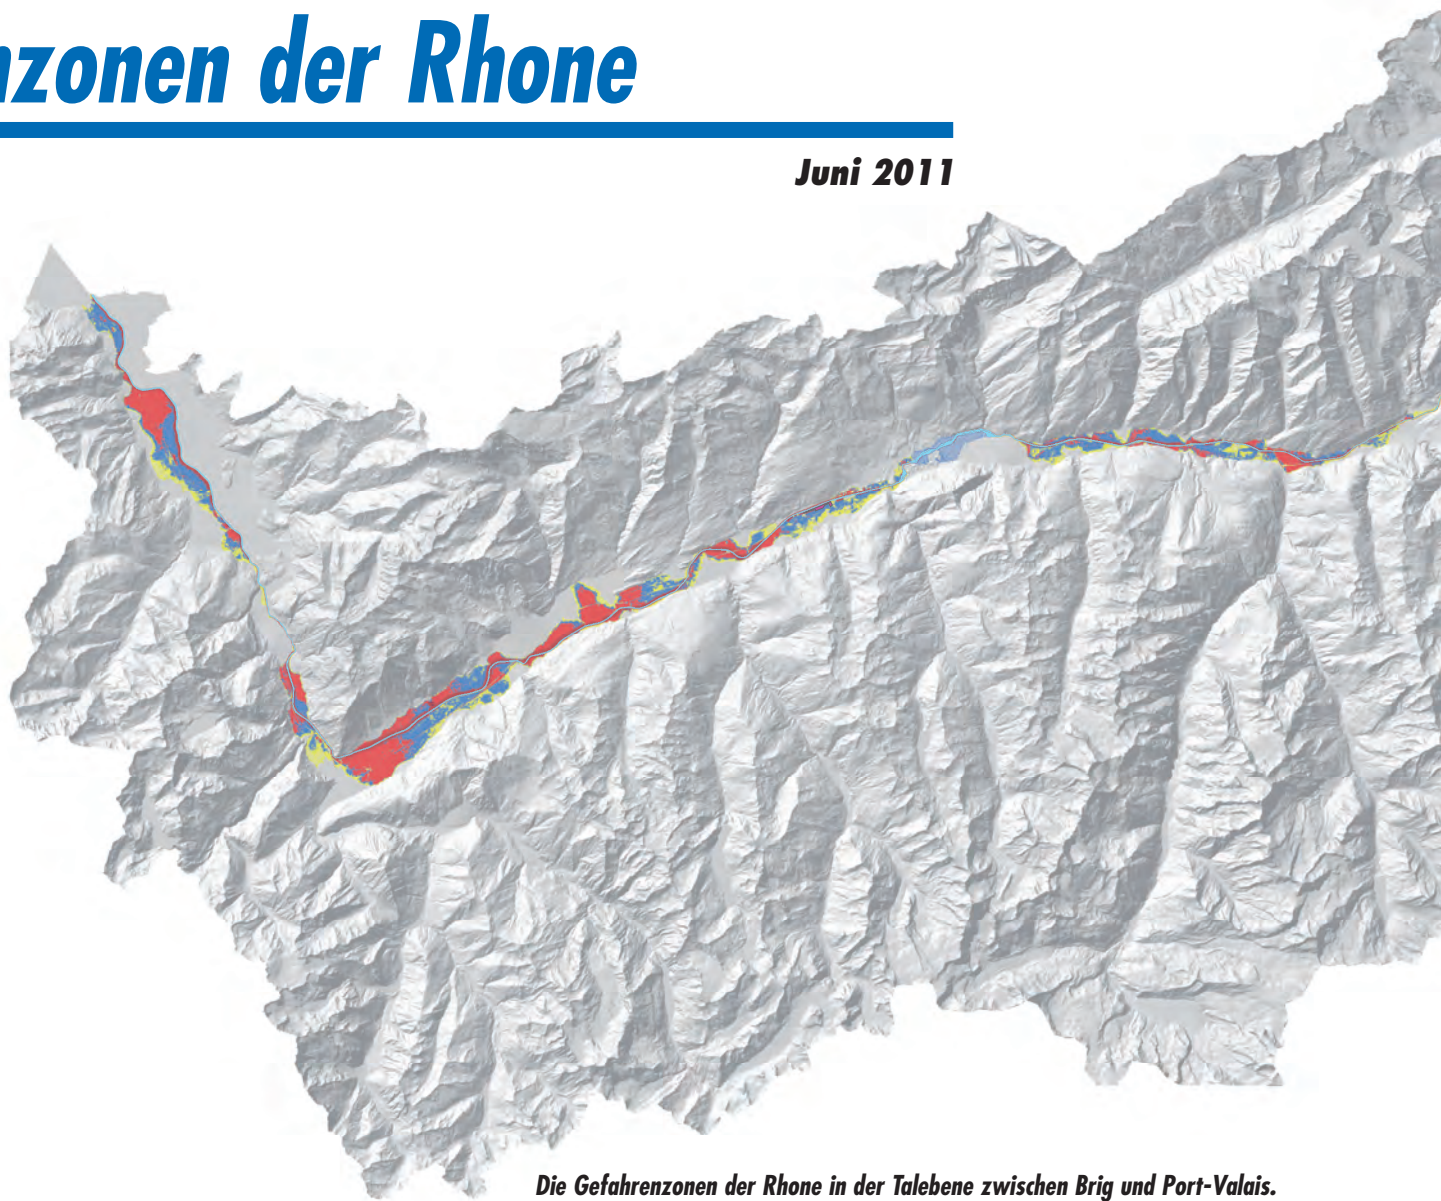 nzonen der Rhone
Juni 2011
Die Gefahrenzonen der Rhone in der Talebene zwischen Brig und Port-Valais.